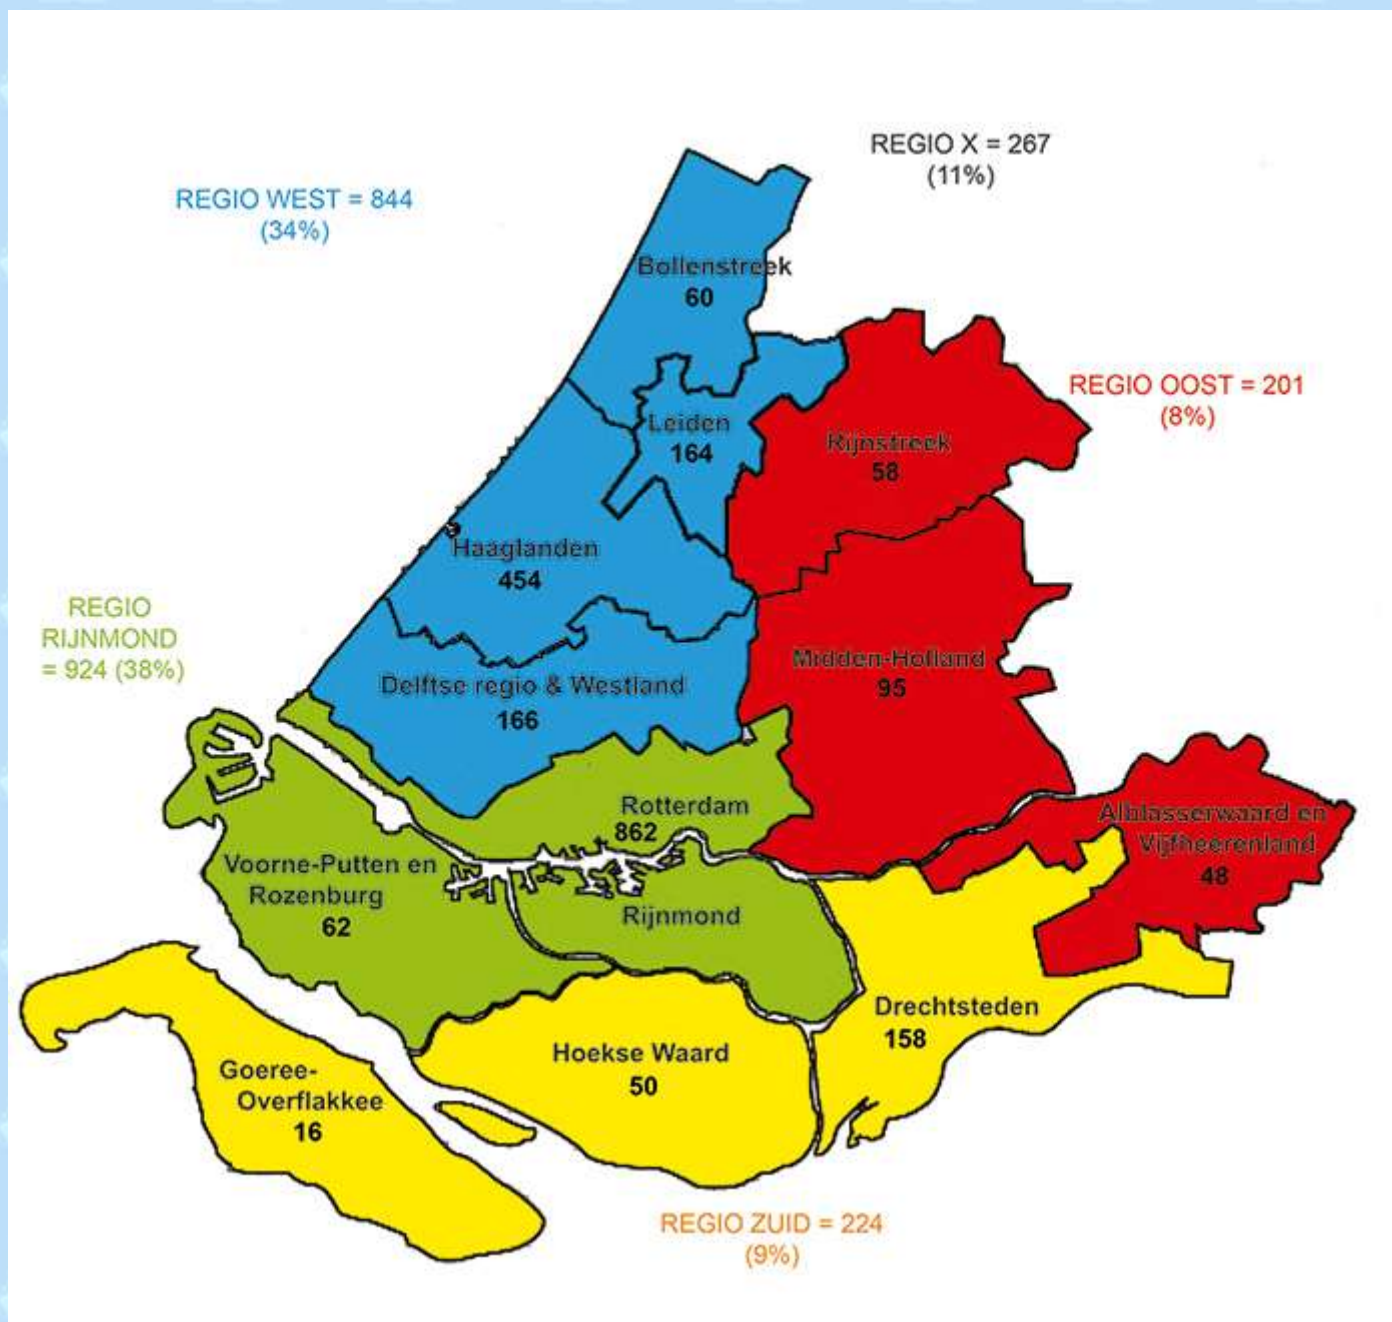 REGIO X = 267
(11%)
REGIO WEST = 844
(34%)
Bollenstreek
60
REGIO OOST = 201
(8%)
Leiden
164
Rijnstreek
58
Haaglanden
454
REGIO
RIJNMOND
= 924 (38%)
Midden-Holland
95
Delftse regio & Westland
166
Rotterdam
862
Alblasserwaard en
Vijfheerenland
48
Voorne-Putten en
Rozenburg
62
Rijnmond
Drechtsteden
158
Hoekse Waard
50
Goeree-
Overflakkee
16
REGIO ZUID = 224
(9%)